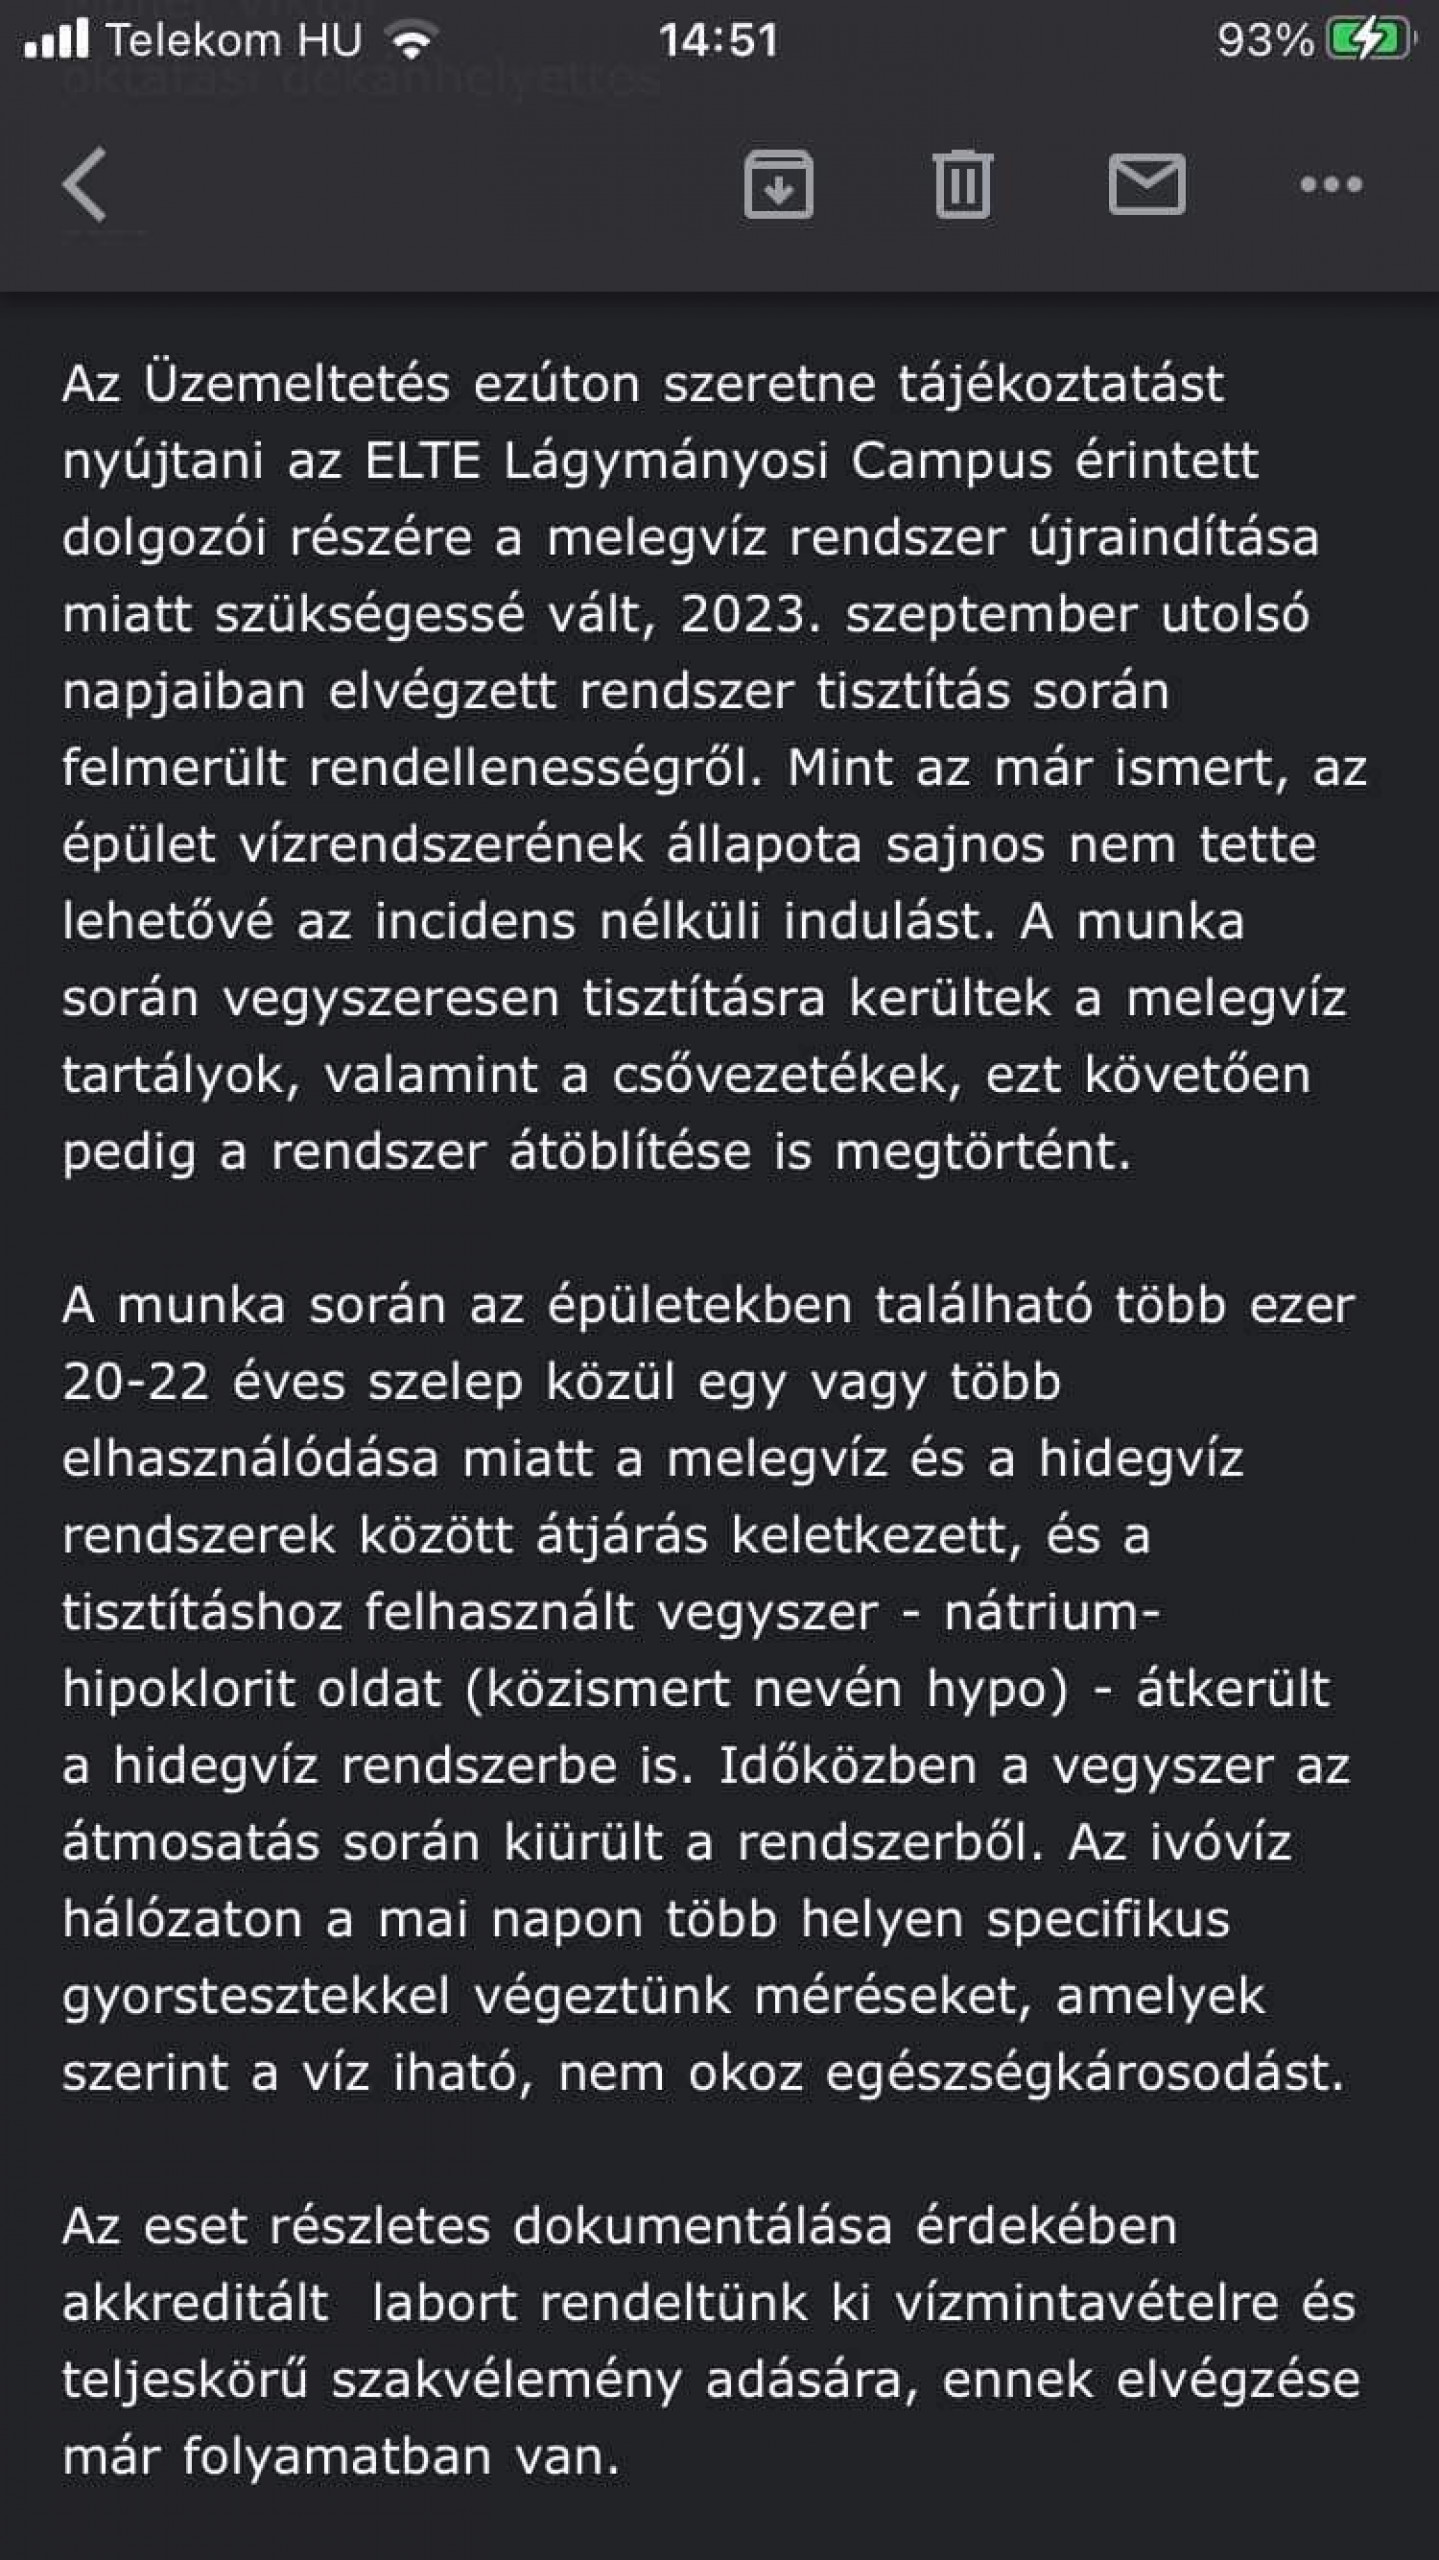 Telekom HU 14:51 93%
oktatási dékánhelyettes
Az Üzemeltetés ezúton szeretne tájékoztatást
nyújtani az ELTE Lágymányosi Campus érintett
dolgozói részére a melegvíz rendszer újraindítása
miatt szükségessé vált, 2023. szeptember utolsó
napjaiban elvégzett rendszer tisztítás során
felmerült rendellenességről. Mint az már ismert, az
épület vízrendszerének állapota sajnos nem tette
lehetővé az incidens nélküli indulást. A munka
során vegyszeresen tisztításra kerültek a melegvíz
tartályok, valamint a csővezetékek, ezt követően
pedig a rendszer átöblítése is megtörtént.
A munka során az épületekben található több ezer
20-22 éves szelep közül egy vagy több
elhasználódása miatt a melegvíz és a hidegvíz
rendszerek között átjárás keletkezett, és a
tisztításhoz felhasznált vegyszer - nátrium-
hipoklorit oldat (közismert nevén hypo) - átkerült
a hidegvíz rendszerbe is. Időközben a vegyszer az
átmosatás során kiürült a rendszerből. Az ivóvíz
hálózaton a mai napon több helyen specifikus
gyorstesztekkel végeztünk méréseket, amelyek
szerint a víz iható, nem okoz egészségkárosodást.
Az eset részletes dokumentálása érdekében
akkreditált  labort rendeltünk ki vízmintavételre és
teljeskörű szakvélemény adására, ennek elvégzése
már folyamatban van.